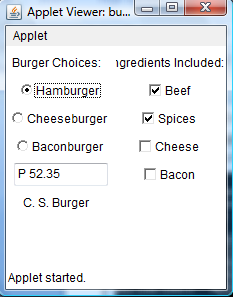 Applet Viewer: bu...
Applet
Burger Choices: ngredients Included:
Hamburger Beef
Cheeseburger Spices
Baconburger Cheese
P 52.35 Bacon
C. S. Burger
Applet started.